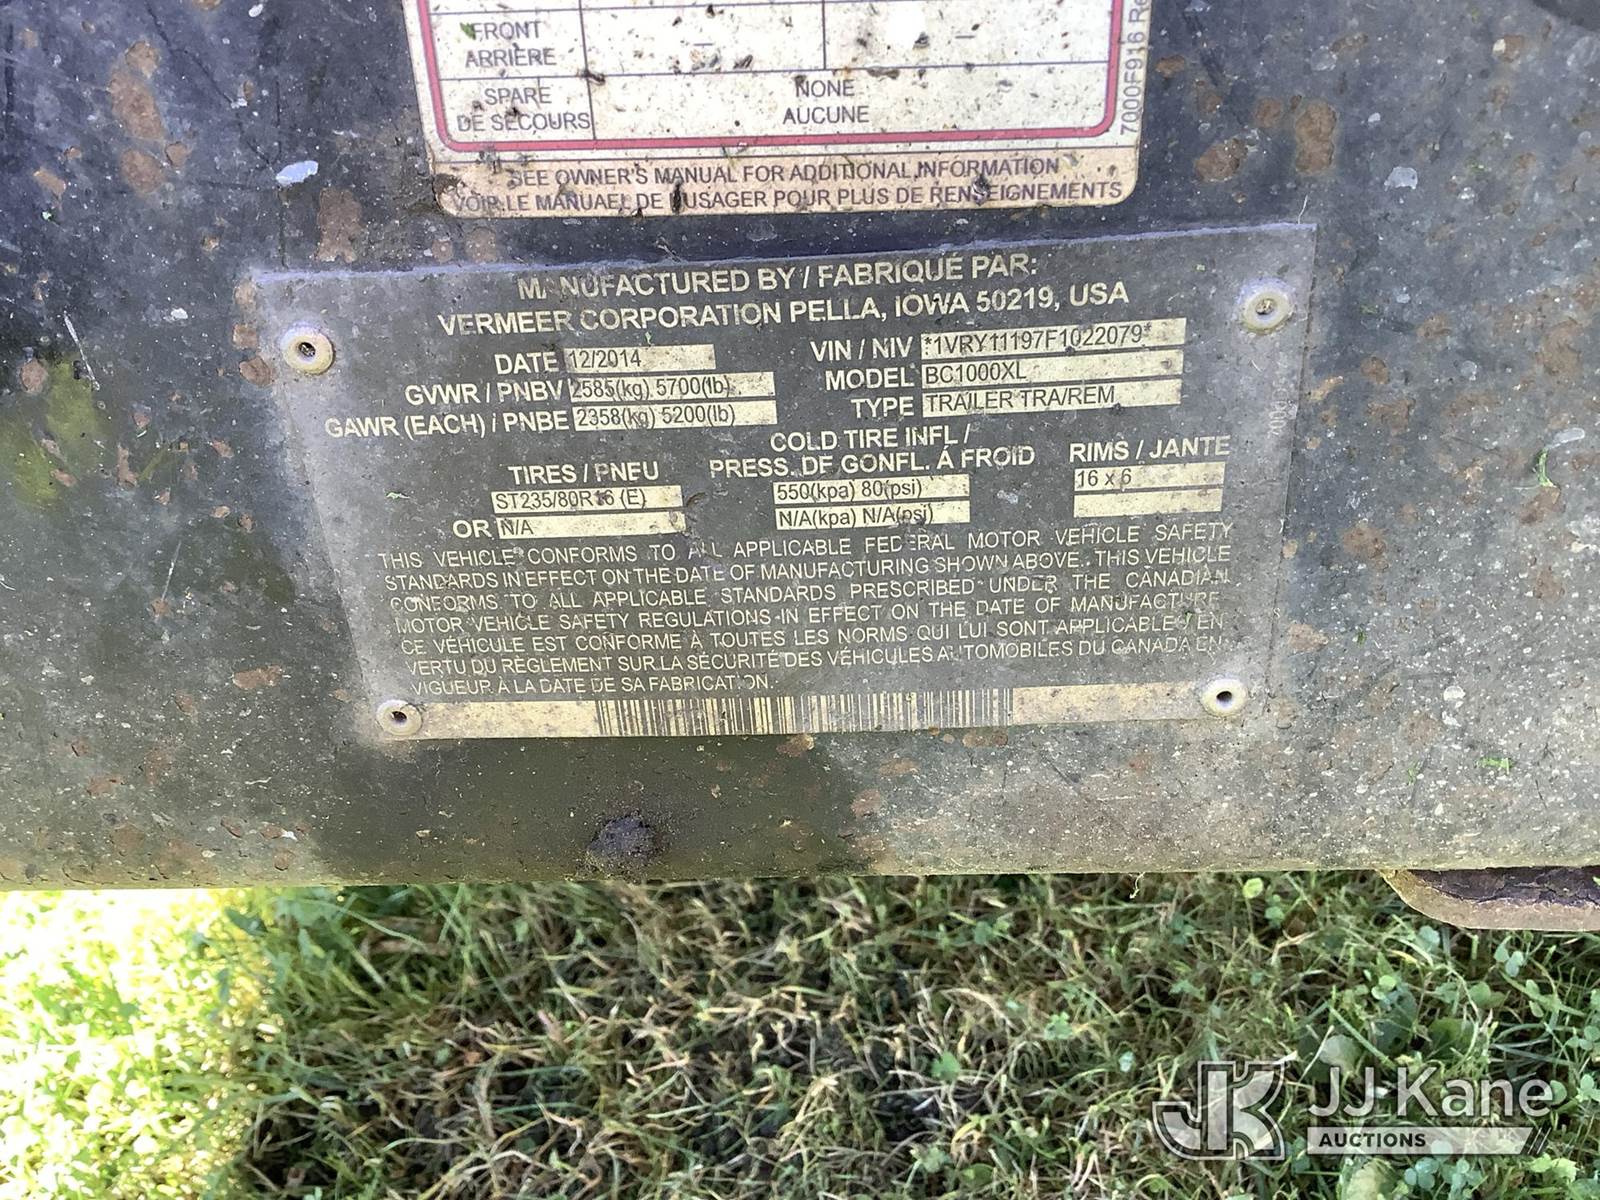 FRONT
ARRIÈRE
SPARE
DE SECOURS
NONE
AUCUNE
7000F916 Re
SEE OWNER'S MANUAL FOR ADDITIONAL INFORMATION
VOIR LE MANUAEL DE L'USAGER POUR PLUS DE RENSEIGNEMENTS
MANUFACTURED BY / FABRIQUÉ PAR:
VERMEER CORPORATION PELLA, IOWA 50219, USA
DATE 12/2014
VIN / NIV *1VRY11197F1022079*
GVWR / PNBV 2585(kg) 5700(lb)
MODEL BC1000XL
GAWR (EACH) / PNBE 2358(kg) 5200(lb)
TYPE TRAILER TRA/REM
TIRES / PNEU
COLD TIRE INFL /
PRESS. DE GONFL. Á FROID
RIMS / JANTE
ST235/80R16 (E)
550(kpa) 80(psi)
16 x 6
OR N/A
N/A(kpa) N/A(psi)
THIS VEHICLE CONFORMS TO ALL APPLICABLE FEDERAL MOTOR VEHICLE SAFETY
STANDARDS IN EFFECT ON THE DATE OF MANUFACTURING SHOWN ABOVE. THIS VEHICLE
CONFORMS TO ALL APPLICABLE STANDARDS PRESCRIBED UNDER THE CANADIAN
MOTOR VEHICLE SAFETY REGULATIONS IN EFFECT ON THE DATE OF MANUFACTURE
CE VÉHICULE EST CONFORME À TOUTES LES NORMS QUI LUI SONT APPLICABLE / EN
VERTU DU RÈGLEMENT SUR LA SÉCURITÉ DES VÉHICULES AUTOMOBILES DU CANADA EN
VIGUEUR À LA DATE DE SA FABRICATION.
JK JJ Kane
AUCTIONS